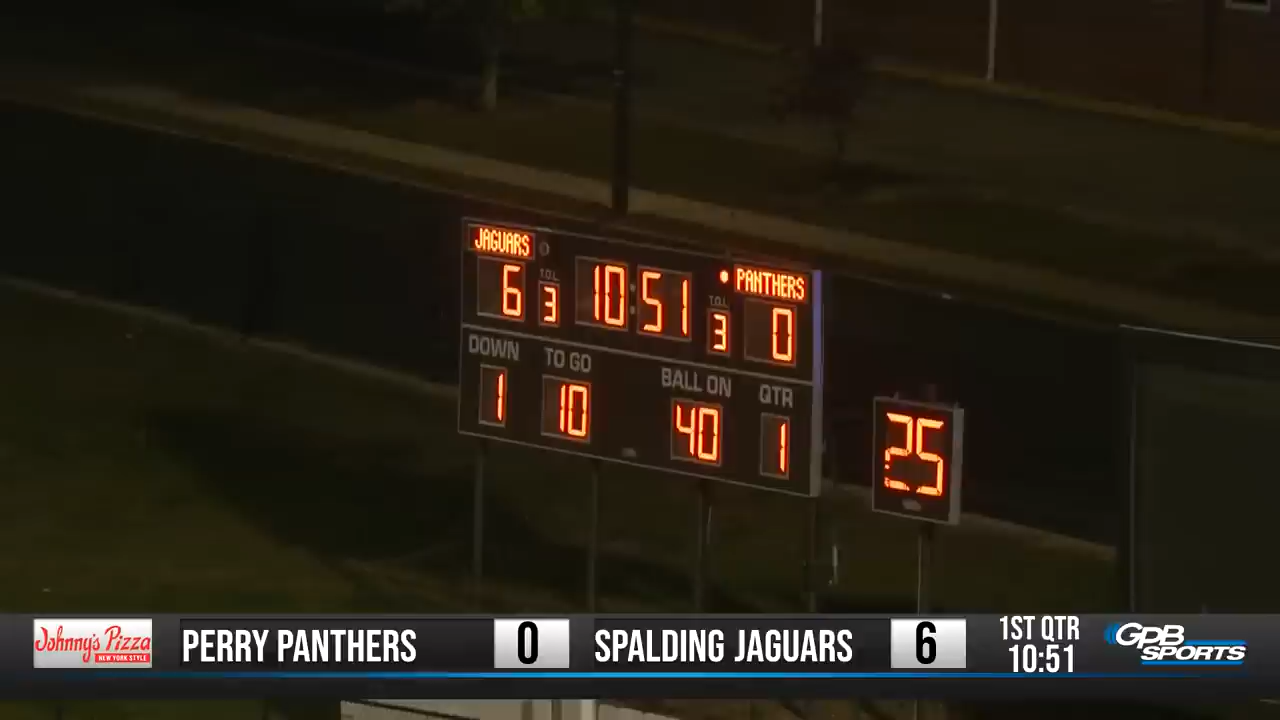 JAGUARS
6
T.O.L.
3
10:51
PANTHERS
T.O.L.
3
0
DOWN
TO GO
BALL ON
QTR
1
10
40
1
25
Johnny's Pizza
NEW YORK STYLE
PERRY PANTHERS
0
SPALDING JAGUARS
6
1ST QTR
10:51
GPB
SPORTS